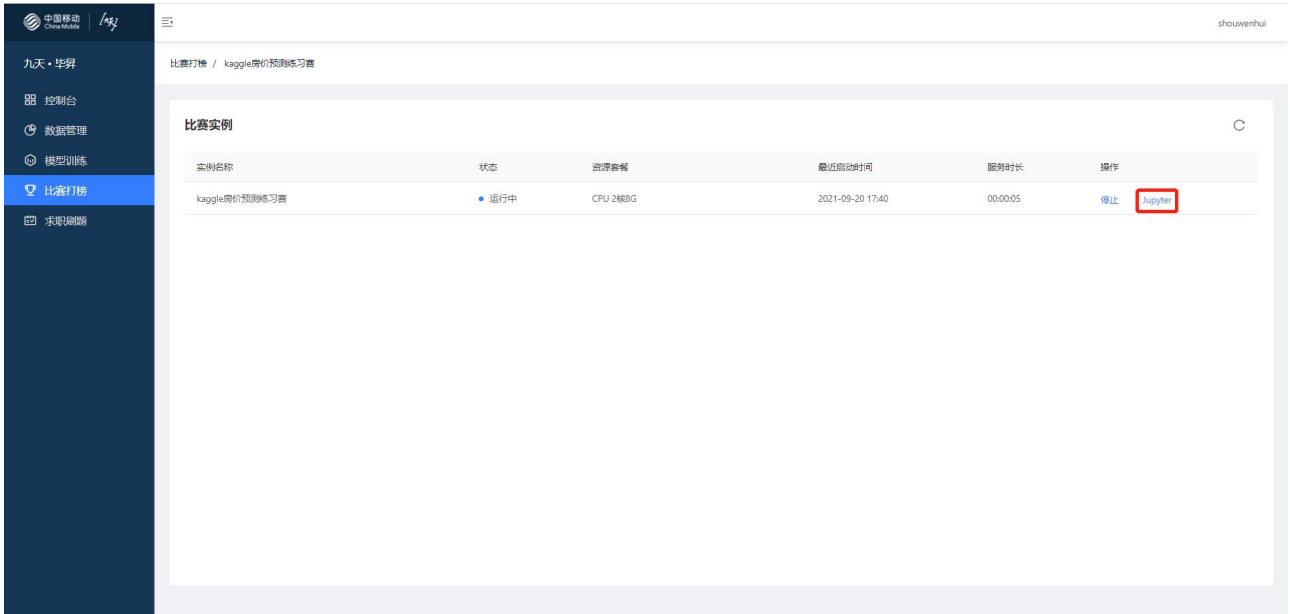 中国移动
China Mobile
shouwenhui
九天·毕昇
比赛打榜 / kaggle房价预测练习赛
控制台
数据管理
模型训练
比赛打榜
求职刷题
比赛实例
实例名称 状态 资源套餐 最近启动时间 服务时长 操作
kaggle房价预测练习赛 运行中 CPU 2核8G 2021-09-20 17:40 00:00:05 停止 Jupyter